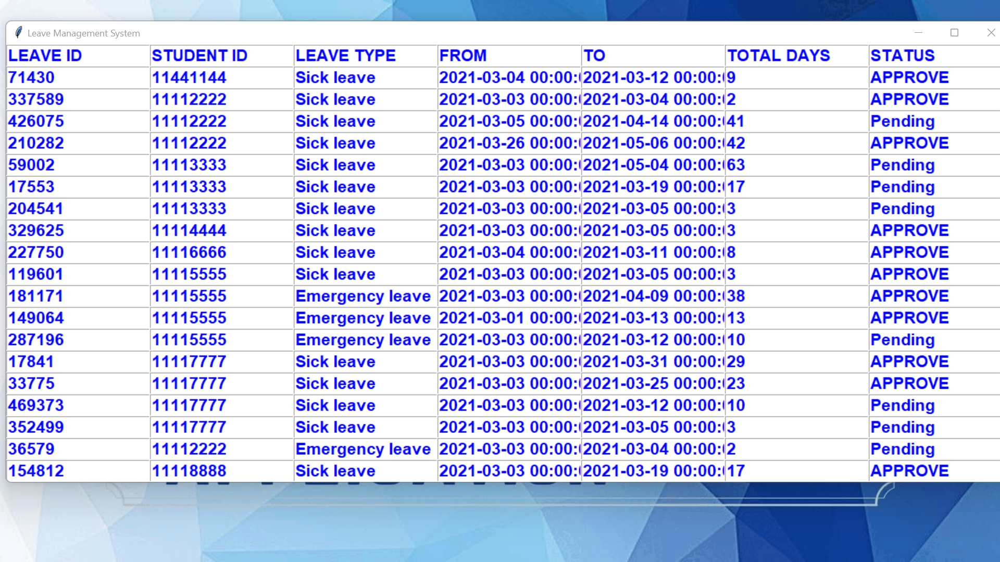 Leave Management System
LEAVE ID STUDENT ID LEAVE TYPE FROM TO TOTAL DAYS STATUS
71430 11441144 Sick leave 2021-03-04 00:00: 2021-03-12 00:00: 9 APPROVE
337589 11112222 Sick leave 2021-03-03 00:00: 2021-03-04 00:00: 2 APPROVE
426075 11112222 Sick leave 2021-03-05 00:00: 2021-04-14 00:00: 41 Pending
210282 11112222 Sick leave 2021-03-26 00:00: 2021-05-06 00:00: 42 APPROVE
59002 11113333 Sick leave 2021-03-03 00:00: 2021-05-04 00:00: 63 Pending
17553 11113333 Sick leave 2021-03-03 00:00: 2021-03-19 00:00: 17 Pending
204541 11113333 Sick leave 2021-03-03 00:00: 2021-03-05 00:00: 3 Pending
329625 11114444 Sick leave 2021-03-03 00:00: 2021-03-05 00:00: 3 APPROVE
227750 11116666 Sick leave 2021-03-04 00:00: 2021-03-11 00:00: 8 APPROVE
119601 11115555 Sick leave 2021-03-03 00:00: 2021-03-05 00:00: 3 APPROVE
181171 11115555 Emergency leave 2021-03-03 00:00: 2021-04-09 00:00: 38 APPROVE
149064 11115555 Emergency leave 2021-03-01 00:00: 2021-03-13 00:00: 13 APPROVE
287196 11115555 Emergency leave 2021-03-03 00:00: 2021-03-12 00:00: 10 Pending
17841 11117777 Sick leave 2021-03-03 00:00: 2021-03-31 00:00: 29 APPROVE
33775 11117777 Sick leave 2021-03-03 00:00: 2021-03-25 00:00: 23 APPROVE
469373 11117777 Sick leave 2021-03-03 00:00: 2021-03-12 00:00: 10 Pending
352499 11117777 Sick leave 2021-03-03 00:00: 2021-03-05 00:00: 3 Pending
36579 11112222 Emergency leave 2021-03-03 00:00: 2021-03-04 00:00: 2 Pending
154812 11118888 Sick leave 2021-03-03 00:00: 2021-03-19 00:00: 17 APPROVE